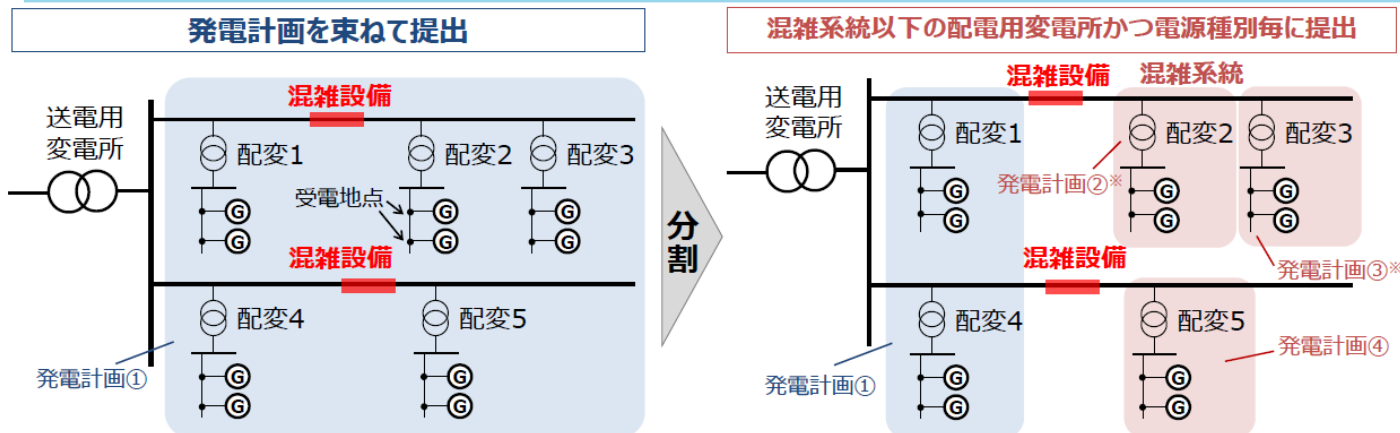 発電計画を束ねて提出
混雑設備
送電用
変電所
配変1
配変2
配変3
受電地点
G
G
G
G
G
G
混雑設備
配変4
配変5
発電計画①
G
G
G
G
分割
混雑系統以下の配電用変電所かつ電源種別毎に提出
混雑設備
混雑系統
送電用
変電所
配変1
配変2
配変3
発電計画②※
G
G
G
G
G
G
混雑設備
発電計画③※
配変4
配変5
発電計画④
発電計画①
G
G
G
G